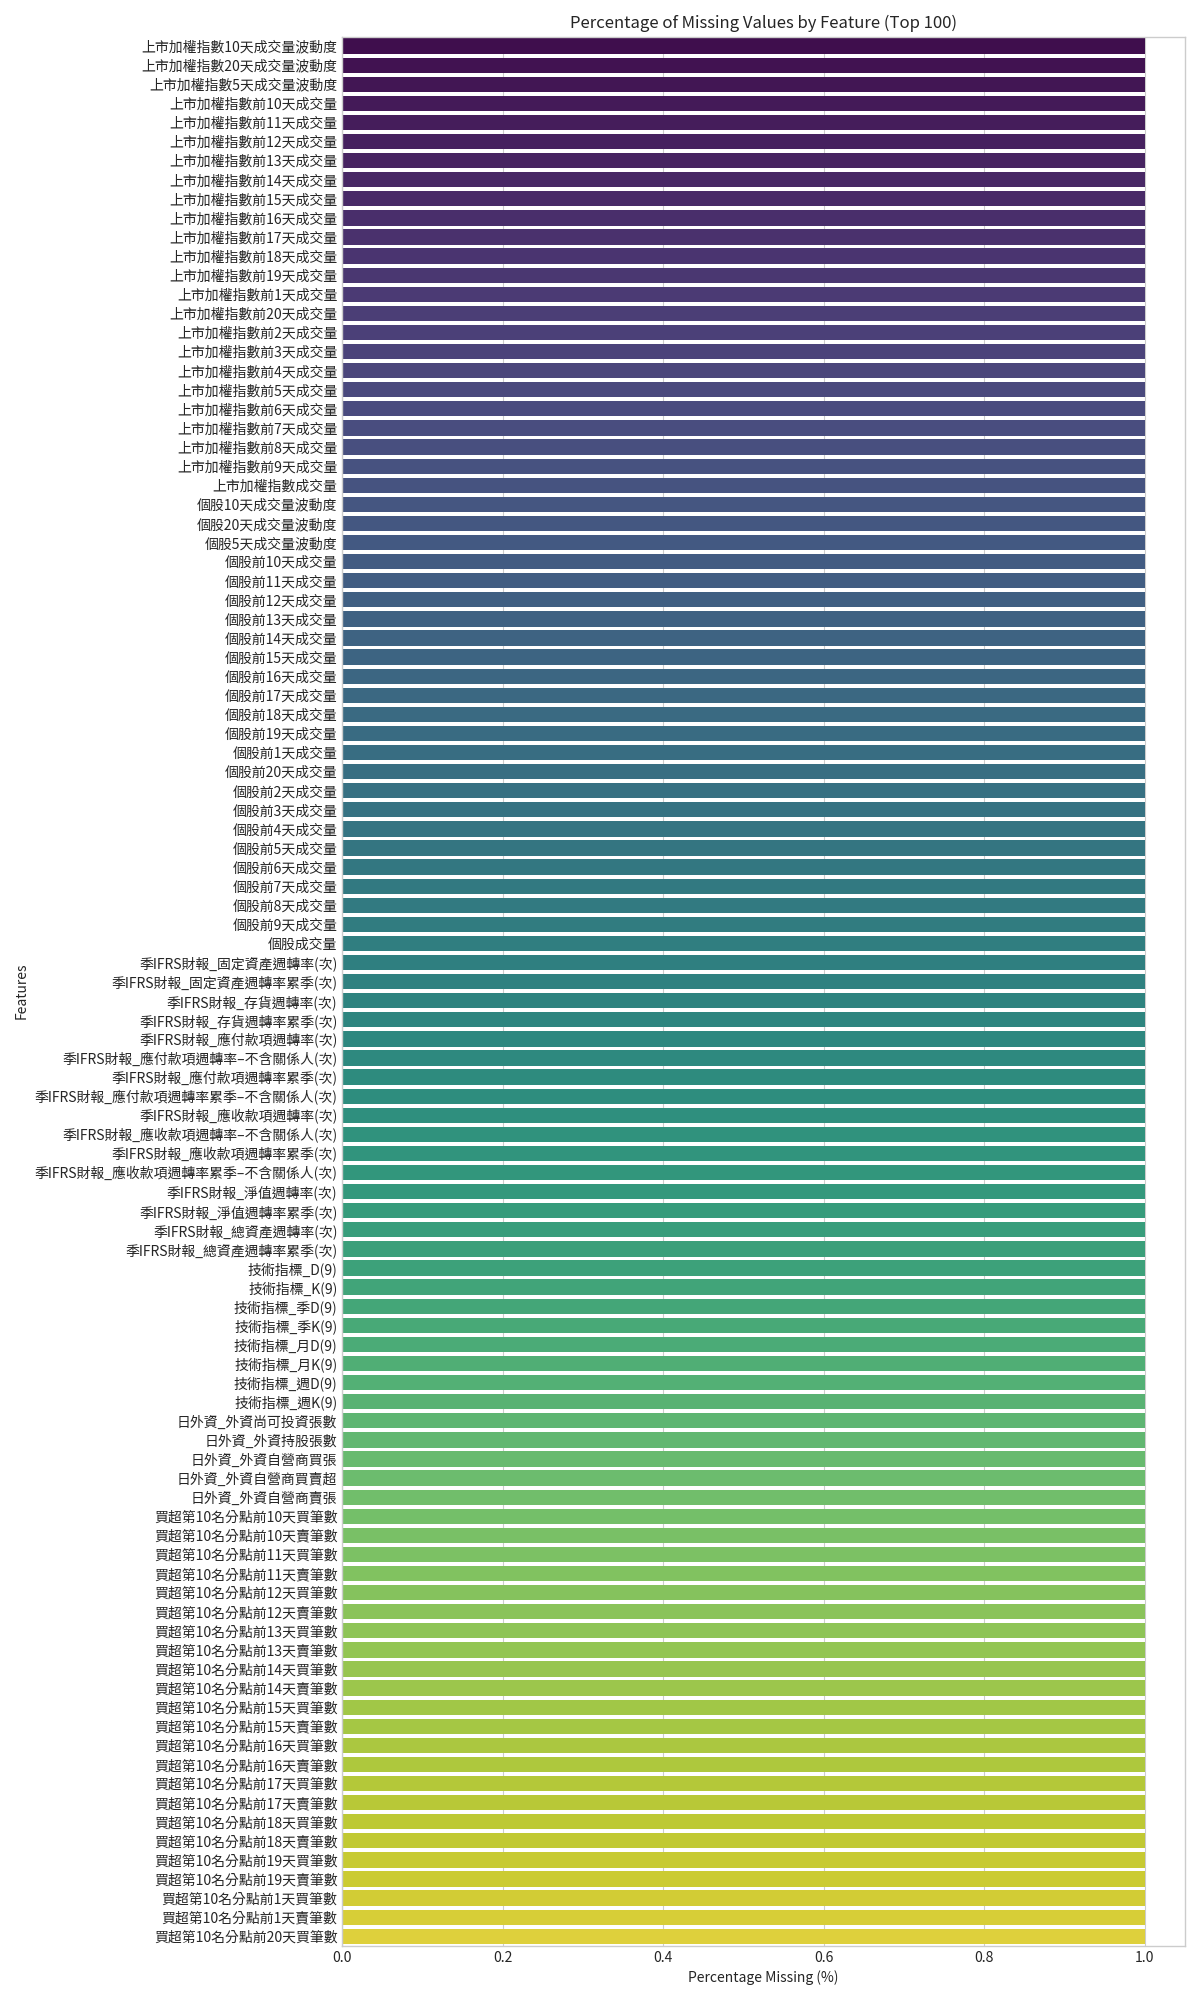 Percentage of Missing Values by Feature (Top 100)
上市加權指數10天成交量波動度
上市加權指數20天成交量波動度
上市加權指數5天成交量波動度
上市加權指數前10天成交量
上市加權指數前11天成交量
上市加權指數前12天成交量
上市加權指數前13天成交量
上市加權指數前14天成交量
上市加權指數前15天成交量
上市加權指數前16天成交量
上市加權指數前17天成交量
上市加權指數前18天成交量
上市加權指數前19天成交量
上市加權指數前1天成交量
上市加權指數前20天成交量
上市加權指數前2天成交量
上市加權指數前3天成交量
上市加權指數前4天成交量
上市加權指數前5天成交量
上市加權指數前6天成交量
上市加權指數前7天成交量
上市加權指數前8天成交量
上市加權指數前9天成交量
上市加權指數成交量
個股10天成交量波動度
個股20天成交量波動度
個股5天成交量波動度
個股前10天成交量
個股前11天成交量
個股前12天成交量
個股前13天成交量
個股前14天成交量
個股前15天成交量
個股前16天成交量
個股前17天成交量
個股前18天成交量
個股前19天成交量
個股前1天成交量
個股前20天成交量
個股前2天成交量
個股前3天成交量
個股前4天成交量
個股前5天成交量
個股前6天成交量
個股前7天成交量
個股前8天成交量
個股前9天成交量
個股成交量
季IFRS財報_固定資產週轉率(次)
季IFRS財報_固定資產週轉率累季(次)
季IFRS財報_存貨週轉率(次)
季IFRS財報_存貨週轉率累季(次)
季IFRS財報_應付款項週轉率(次)
季IFRS財報_應付款項週轉率–不含關係人(次)
季IFRS財報_應付款項週轉率累季(次)
季IFRS財報_應付款項週轉率累季–不含關係人(次)
季IFRS財報_應收款項週轉率(次)
季IFRS財報_應收款項週轉率–不含關係人(次)
季IFRS財報_應收款項週轉率累季(次)
季IFRS財報_應收款項週轉率累季–不含關係人(次)
季IFRS財報_淨值週轉率(次)
季IFRS財報_淨值週轉率累季(次)
季IFRS財報_總資產週轉率(次)
季IFRS財報_總資產週轉率累季(次)
技術指標_D(9)
技術指標_K(9)
技術指標_季D(9)
技術指標_季K(9)
技術指標_月D(9)
技術指標_月K(9)
技術指標_週D(9)
技術指標_週K(9)
日外資_外資尚可投資張數
日外資_外資持股張數
日外資_外資自營商買張
日外資_外資自營商買賣超
日外資_外資自營商賣張
買超第10名分點前10天買筆數
買超第10名分點前10天賣筆數
買超第10名分點前11天買筆數
買超第10名分點前11天賣筆數
買超第10名分點前12天買筆數
買超第10名分點前12天賣筆數
買超第10名分點前13天買筆數
買超第10名分點前13天賣筆數
買超第10名分點前14天買筆數
買超第10名分點前14天賣筆數
買超第10名分點前15天買筆數
買超第10名分點前15天賣筆數
買超第10名分點前16天買筆數
買超第10名分點前16天賣筆數
買超第10名分點前17天買筆數
買超第10名分點前17天賣筆數
買超第10名分點前18天買筆數
買超第10名分點前18天賣筆數
買超第10名分點前19天買筆數
買超第10名分點前19天賣筆數
買超第10名分點前1天買筆數
買超第10名分點前1天賣筆數
買超第10名分點前20天買筆數
Features
0.0 0.2 0.4 0.6 0.8 1.0
Percentage Missing (%)